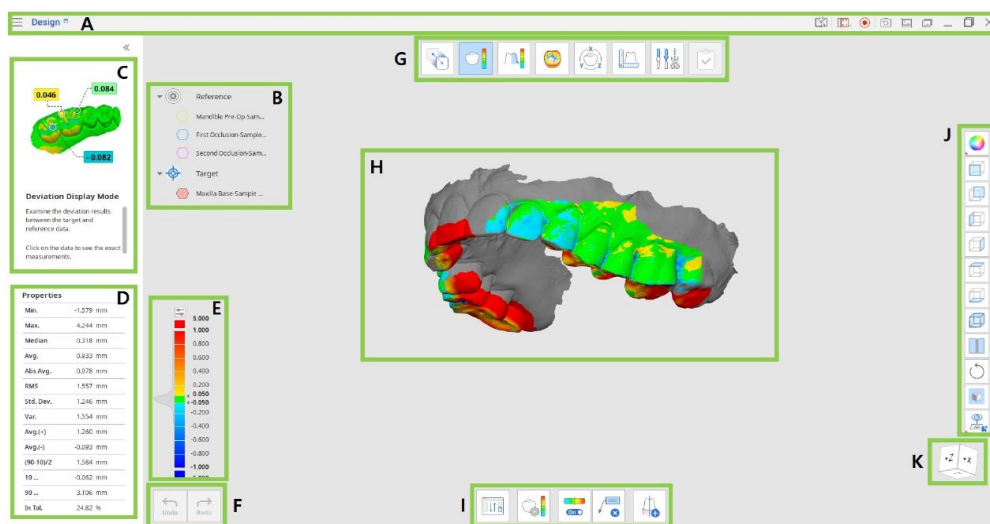 Design
A
G
C
0.046
0.084
- 0.082
Deviation Display Mode
Examine the deviation results
between the target and
reference data.
Click on the data to see the exact
measurements.
B
Reference
Mandible Pre-Op-Sam...
First Occlusion-Sample...
Second Occlusion-Sam...
Target
Maxilla Base-Sample ...
H
J
D
Properties
Min. -1.579 mm
Max. 4.244 mm
Median 0.318 mm
Avg. 0.933 mm
Abs Avg. 0.978 mm
RMS 1.557 mm
Std. Dev. 1.246 mm
Var. 1.554 mm
Avg.(+) 1.260 mm
Avg.(-) -0.093 mm
(90-10)/2 1.584 mm
10 ... -0.062 mm
90 ... 3.106 mm
In Tol. 24.82 %
E
5.000
1.000
0.800
0.600
0.400
0.200
+ 0.050
+-0.050
-0.200
-0.400
-0.600
-0.800
-1.000
F
Undo
Redo
I
On
K
+Z
+X